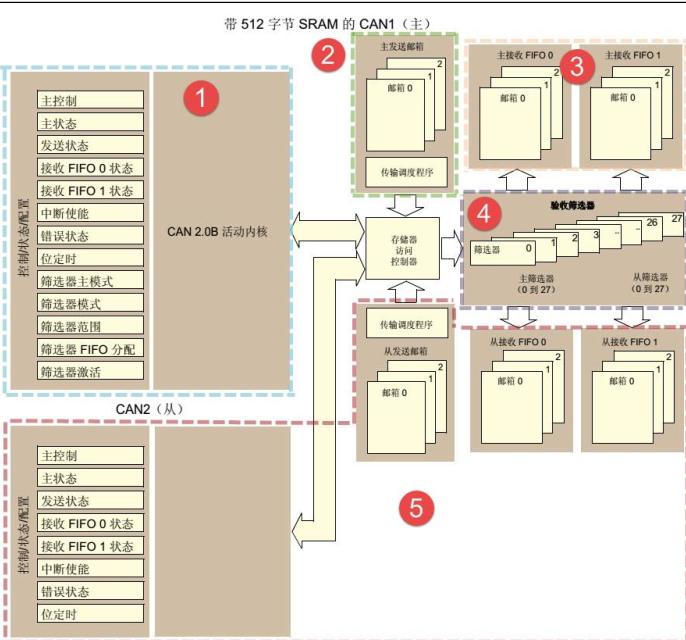 带 512 字节 SRAM 的 CAN1（主）
1
控制/状态/配置
主控制
主状态
发送状态
接收 FIFO 0 状态
接收 FIFO 1 状态
中断使能
错误状态
位定时
筛选器主模式
筛选器模式
筛选器范围
筛选器 FIFO 分配
筛选器激活
CAN 2.0B 活动内核
2
主发送邮箱
2
1
邮箱 0
传输调度程序
存储器
访问
控制器
3
主接收 FIFO 0
2
1
邮箱 0
主接收 FIFO 1
2
1
邮箱 0
4
验收筛选器
筛选器 0 1 2 3 .. .. 26 27
主筛选器
（0 到 27）
从筛选器
（0 到 27）
传输调度程序
从发送邮箱
2
1
邮箱 0
从接收 FIFO 0
2
1
邮箱 0
从接收 FIFO 1
2
1
邮箱 0
5
CAN2（从）
控制/状态/配置
主控制
主状态
发送状态
接收 FIFO 0 状态
接收 FIFO 1 状态
中断使能
错误状态
位定时